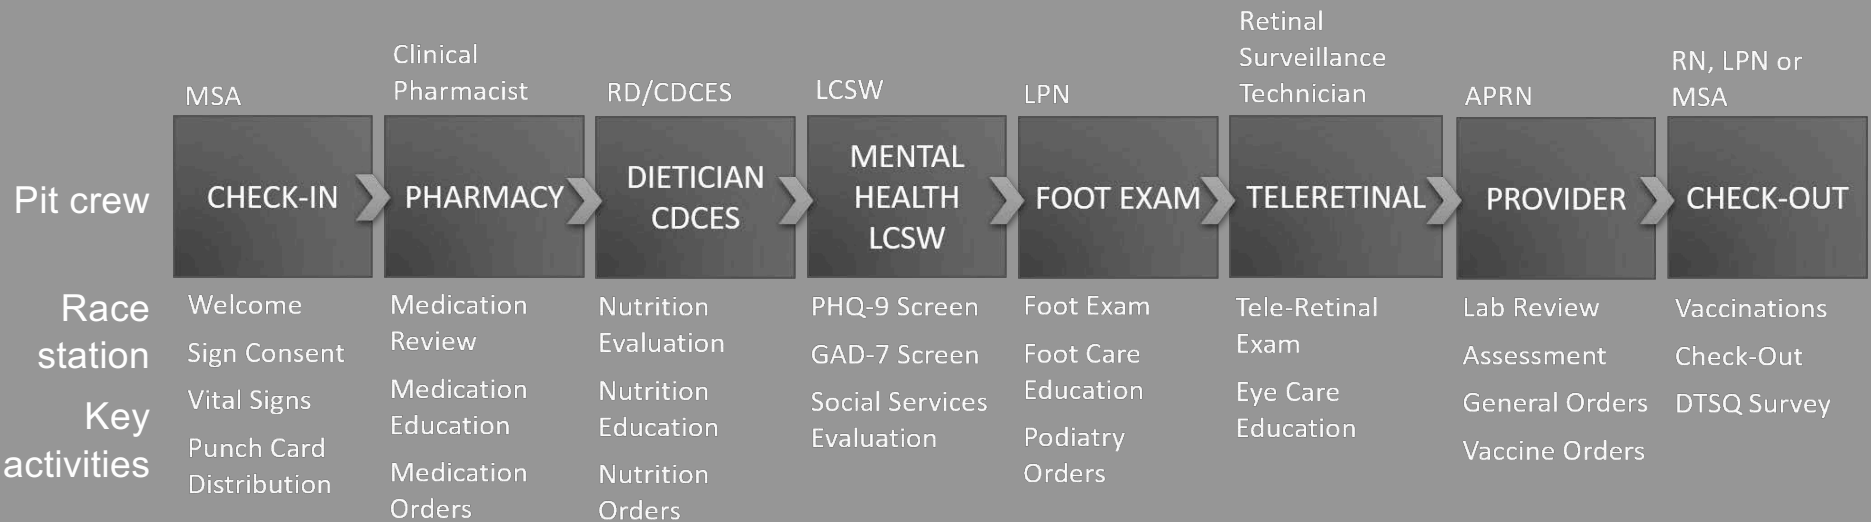 MSA
Clinical
Pharmacist
RD/CDCES
LCSW
LPN
Retinal
Surveillance
Technician
APRN
RN, LPN or
MSA
Pit crew
CHECK-IN
PHARMACY
DIETICIAN
CDCES
MENTAL
HEALTH
LCSW
FOOT EXAM
TELERETINAL
PROVIDER
CHECK-OUT
Race
station
Key
activities
Welcome
Sign Consent
Vital Signs
Punch Card
Distribution
Medication
Review
Medication
Education
Medication
Orders
Nutrition
Evaluation
Nutrition
Education
Nutrition
Orders
PHQ-9 Screen
GAD-7 Screen
Social Services
Evaluation
Foot Exam
Foot Care
Education
Podiatry
Orders
Tele-Retinal
Exam
Eye Care
Education
Lab Review
Assessment
General Orders
Vaccine Orders
Vaccinations
Check-Out
DTSQ Survey